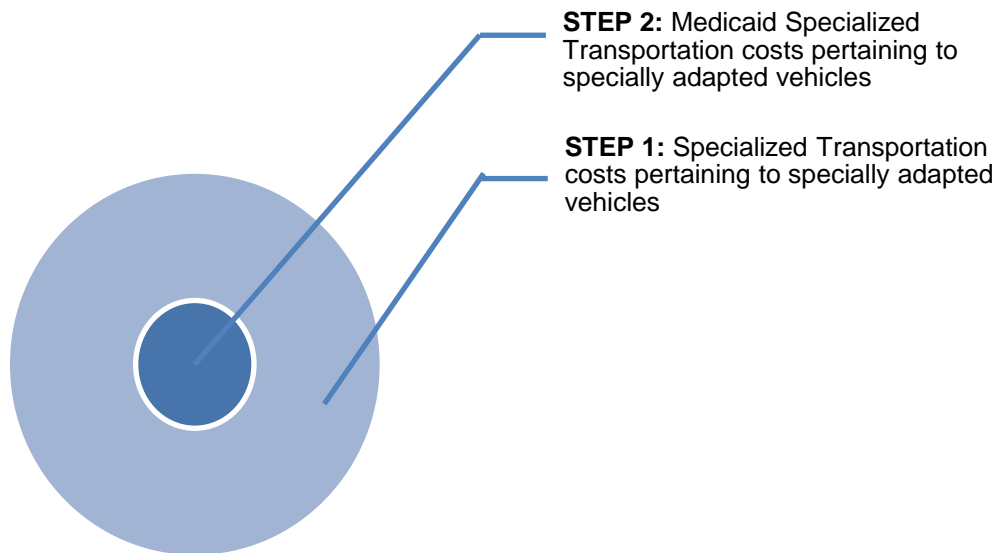 STEP 2: Medicaid Specialized
Transportation costs pertaining to
specially adapted vehicles
STEP 1: Specialized Transportation
costs pertaining to specially adapted
vehicles